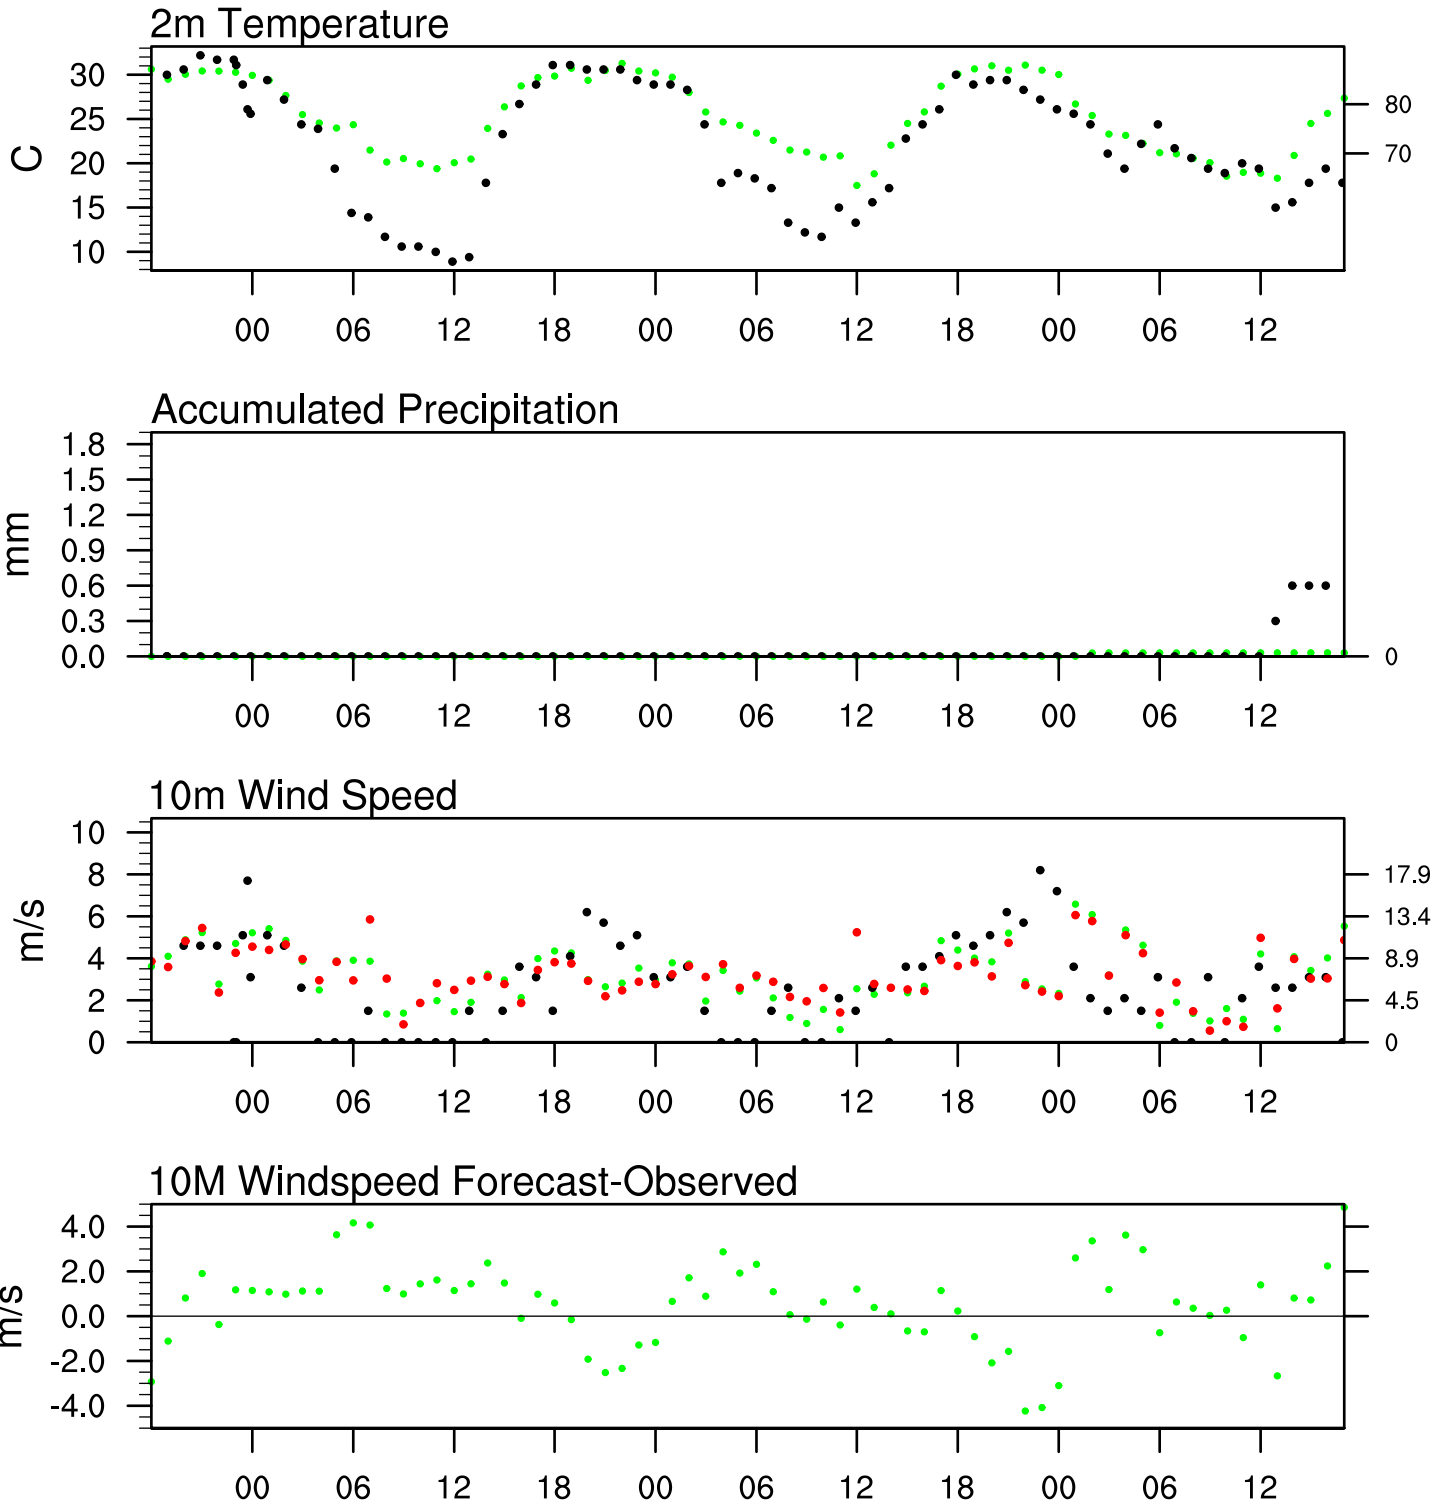 2m Temperature
30
25
20
15
10
C
80
70
00 06 12 18 00 06 12 18 00 06 12
Accumulated Precipitation
1.8
1.5
1.2
0.9
0.6
0.3
0.0
mm
0
00 06 12 18 00 06 12 18 00 06 12
10m Wind Speed
10
8
6
4
2
0
m/s
17.9
13.4
8.9
4.5
0
00 06 12 18 00 06 12 18 00 06 12
10M Windspeed Forecast-Observed
4.0
2.0
0.0
-2.0
-4.0
m/s
00 06 12 18 00 06 12 18 00 06 12